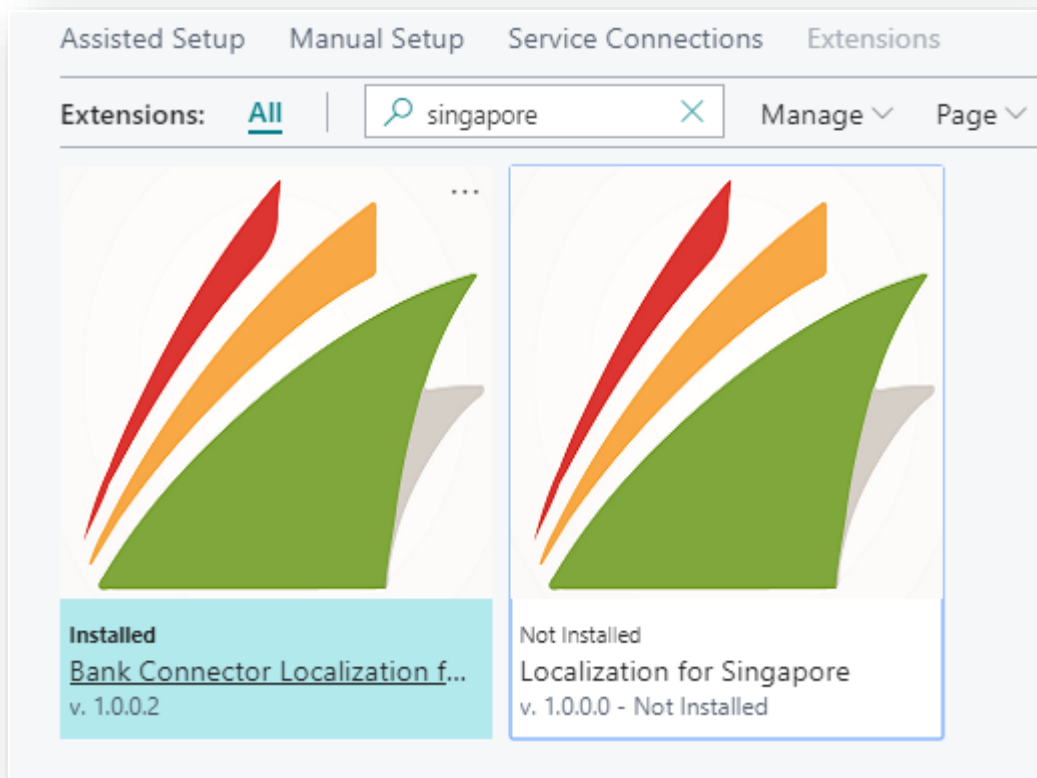 Assisted Setup Manual Setup Service Connections Extensions
Extensions: All singapore Manage Page
...
Installed
Bank Connector Localization f...
v. 1.0.0.2
Not Installed
Localization for Singapore
v. 1.0.0.0 - Not Installed